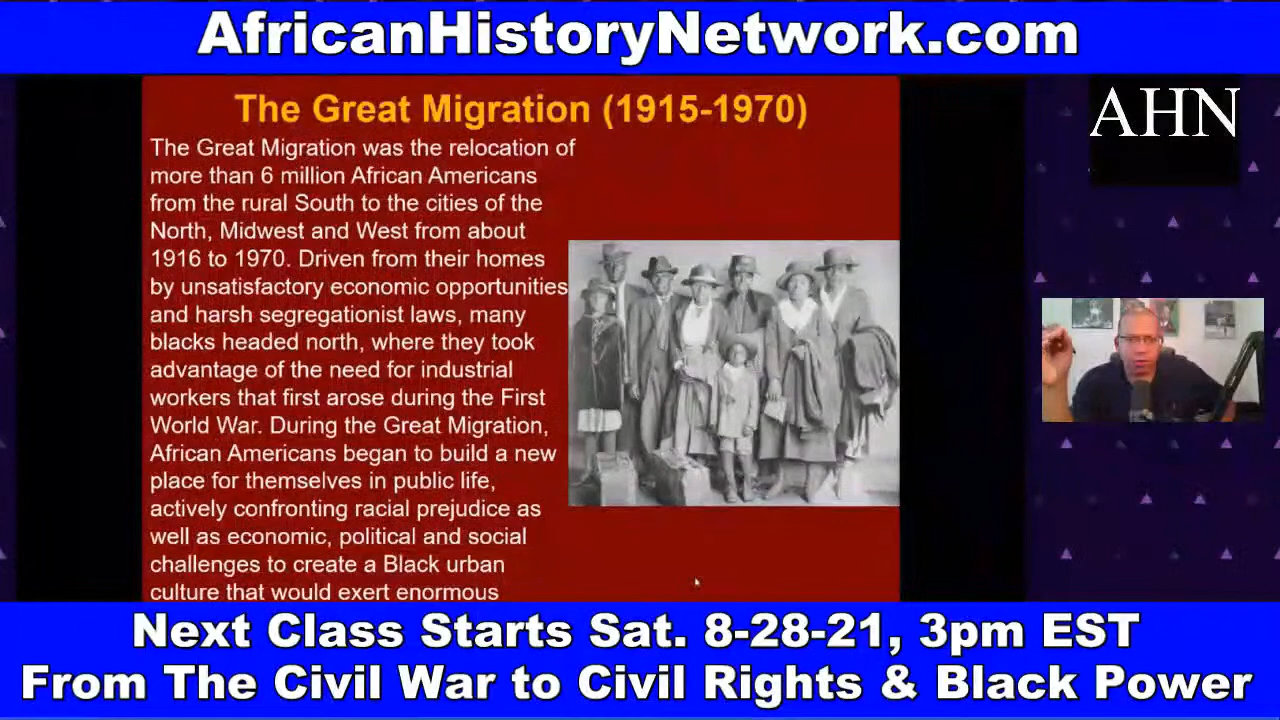 AfricanHistoryNetwork.com
AHN
The Great Migration (1915-1970)
The Great Migration was the relocation of
more than 6 million African Americans
from the rural South to the cities of the
North, Midwest and West from about
1916 to 1970. Driven from their homes
by unsatisfactory economic opportunities
and harsh segregationist laws, many
blacks headed north, where they took
advantage of the need for industrial
workers that first arose during the First
World War. During the Great Migration,
African Americans began to build a new
place for themselves in public life,
actively confronting racial prejudice as
well as economic, political and social
challenges to create a Black urban
culture that would exert enormous
Next Class Starts Sat. 8-28-21, 3pm EST
From The Civil War to Civil Rights & Black Power